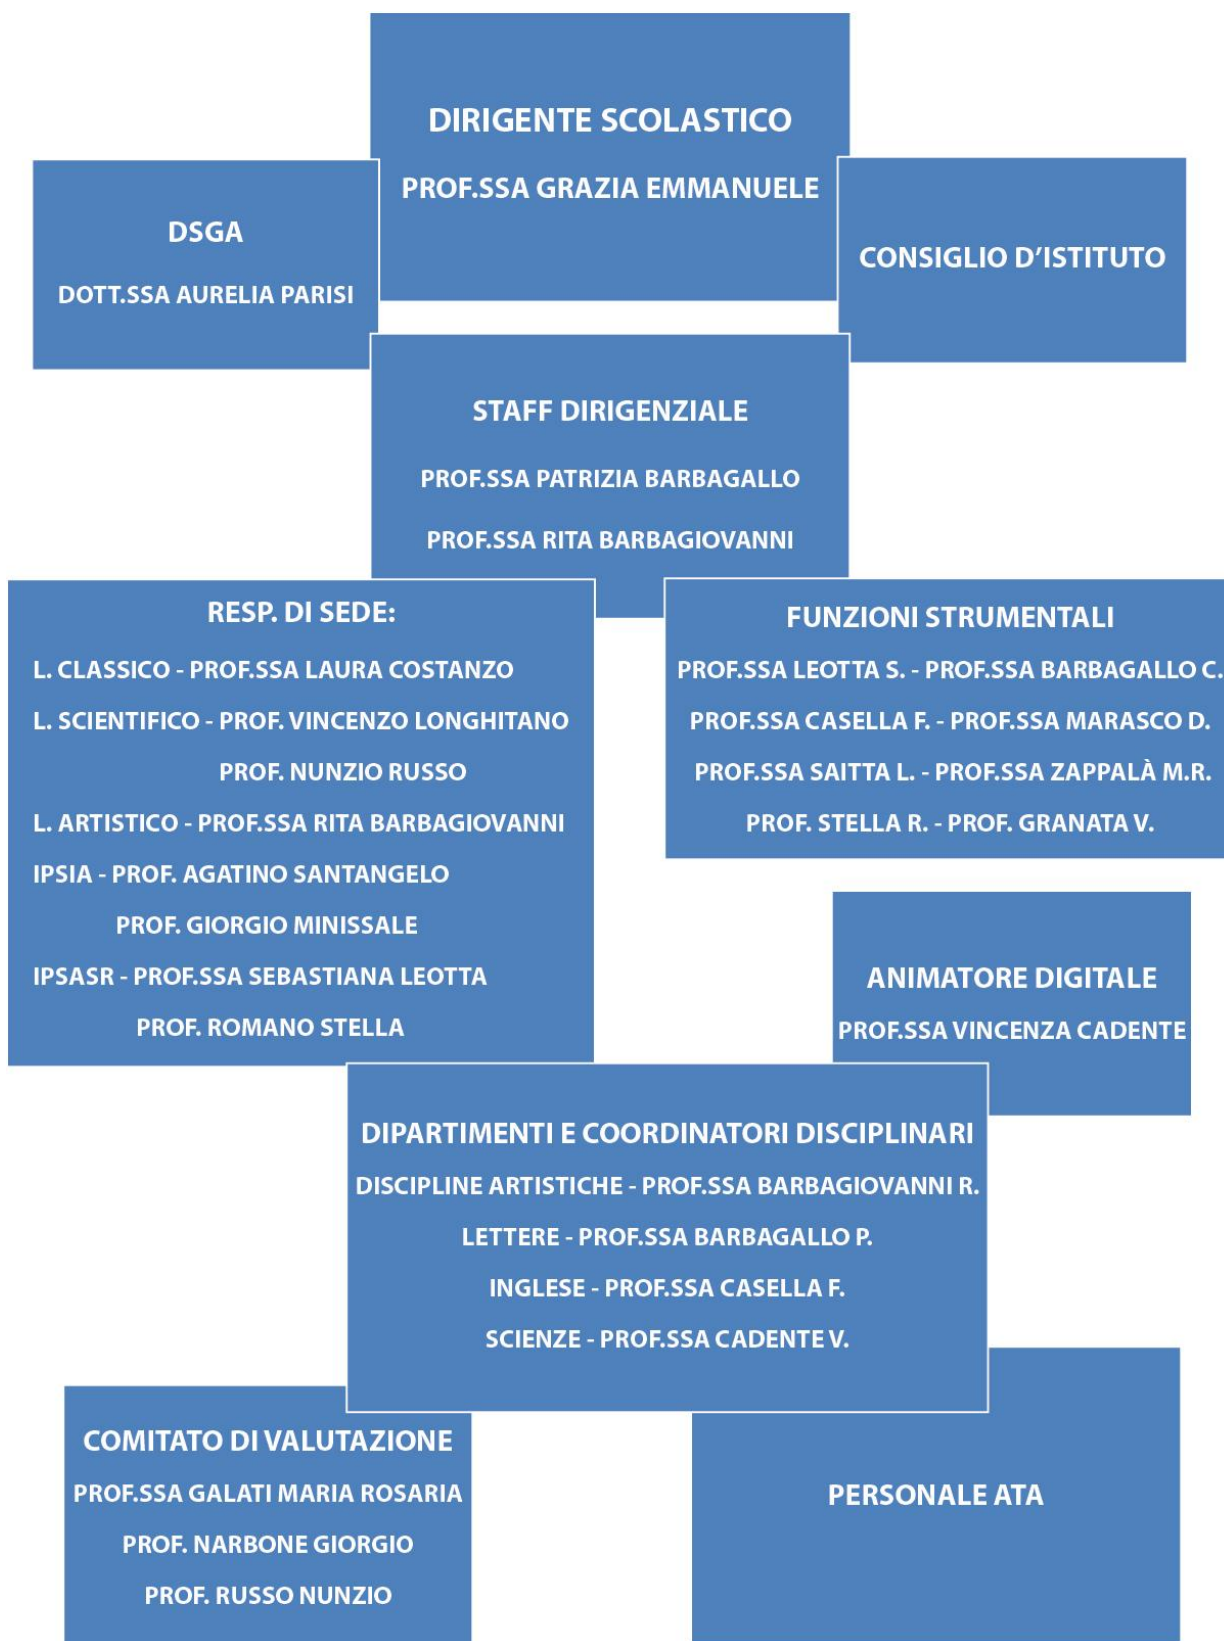 DIRIGENTE SCOLASTICO
PROF.SSA GRAZIA EMMANUELE
DSGA
DOTT.SSA AURELIA PARISI
CONSIGLIO D’ISTITUTO
STAFF DIRIGENZIALE
PROF.SSA PATRIZIA BARBAGALLO
PROF.SSA RITA BARBAGIOVANNI
RESP. DI SEDE:
L. CLASSICO - PROF.SSA LAURA COSTANZO
L. SCIENTIFICO - PROF. VINCENZO LONGHITANO
PROF. NUNZIO RUSSO
L. ARTISTICO - PROF.SSA RITA BARBAGIOVANNI
IPSIA - PROF. AGATINO SANTANGELO
PROF. GIORGIO MINISSALE
IPSASR - PROF.SSA SEBASTIANA LEOTTA
PROF. ROMANO STELLA
FUNZIONI STRUMENTALI
PROF.SSA LEOTTA S. - PROF.SSA BARBAGALLO C.
PROF.SSA CASELLA F. - PROF.SSA MARASCO D.
PROF.SSA SAITTA L. - PROF.SSA ZAPPALÀ M.R.
PROF. STELLA R. - PROF. GRANATA V.
ANIMATORE DIGITALE
PROF.SSA VINCENZA CADENTE
DIPARTIMENTI E COORDINATORI DISCIPLINARI
DISCIPLINE ARTISTICHE - PROF.SSA BARBAGIOVANNI R.
LETTERE - PROF.SSA BARBAGALLO P.
INGLESE - PROF.SSA CASELLA F.
SCIENZE - PROF.SSA CADENTE V.
COMITATO DI VALUTAZIONE
PROF.SSA GALATI MARIA ROSARIA
PROF. NARBONE GIORGIO
PROF. RUSSO NUNZIO
PERSONALE ATA